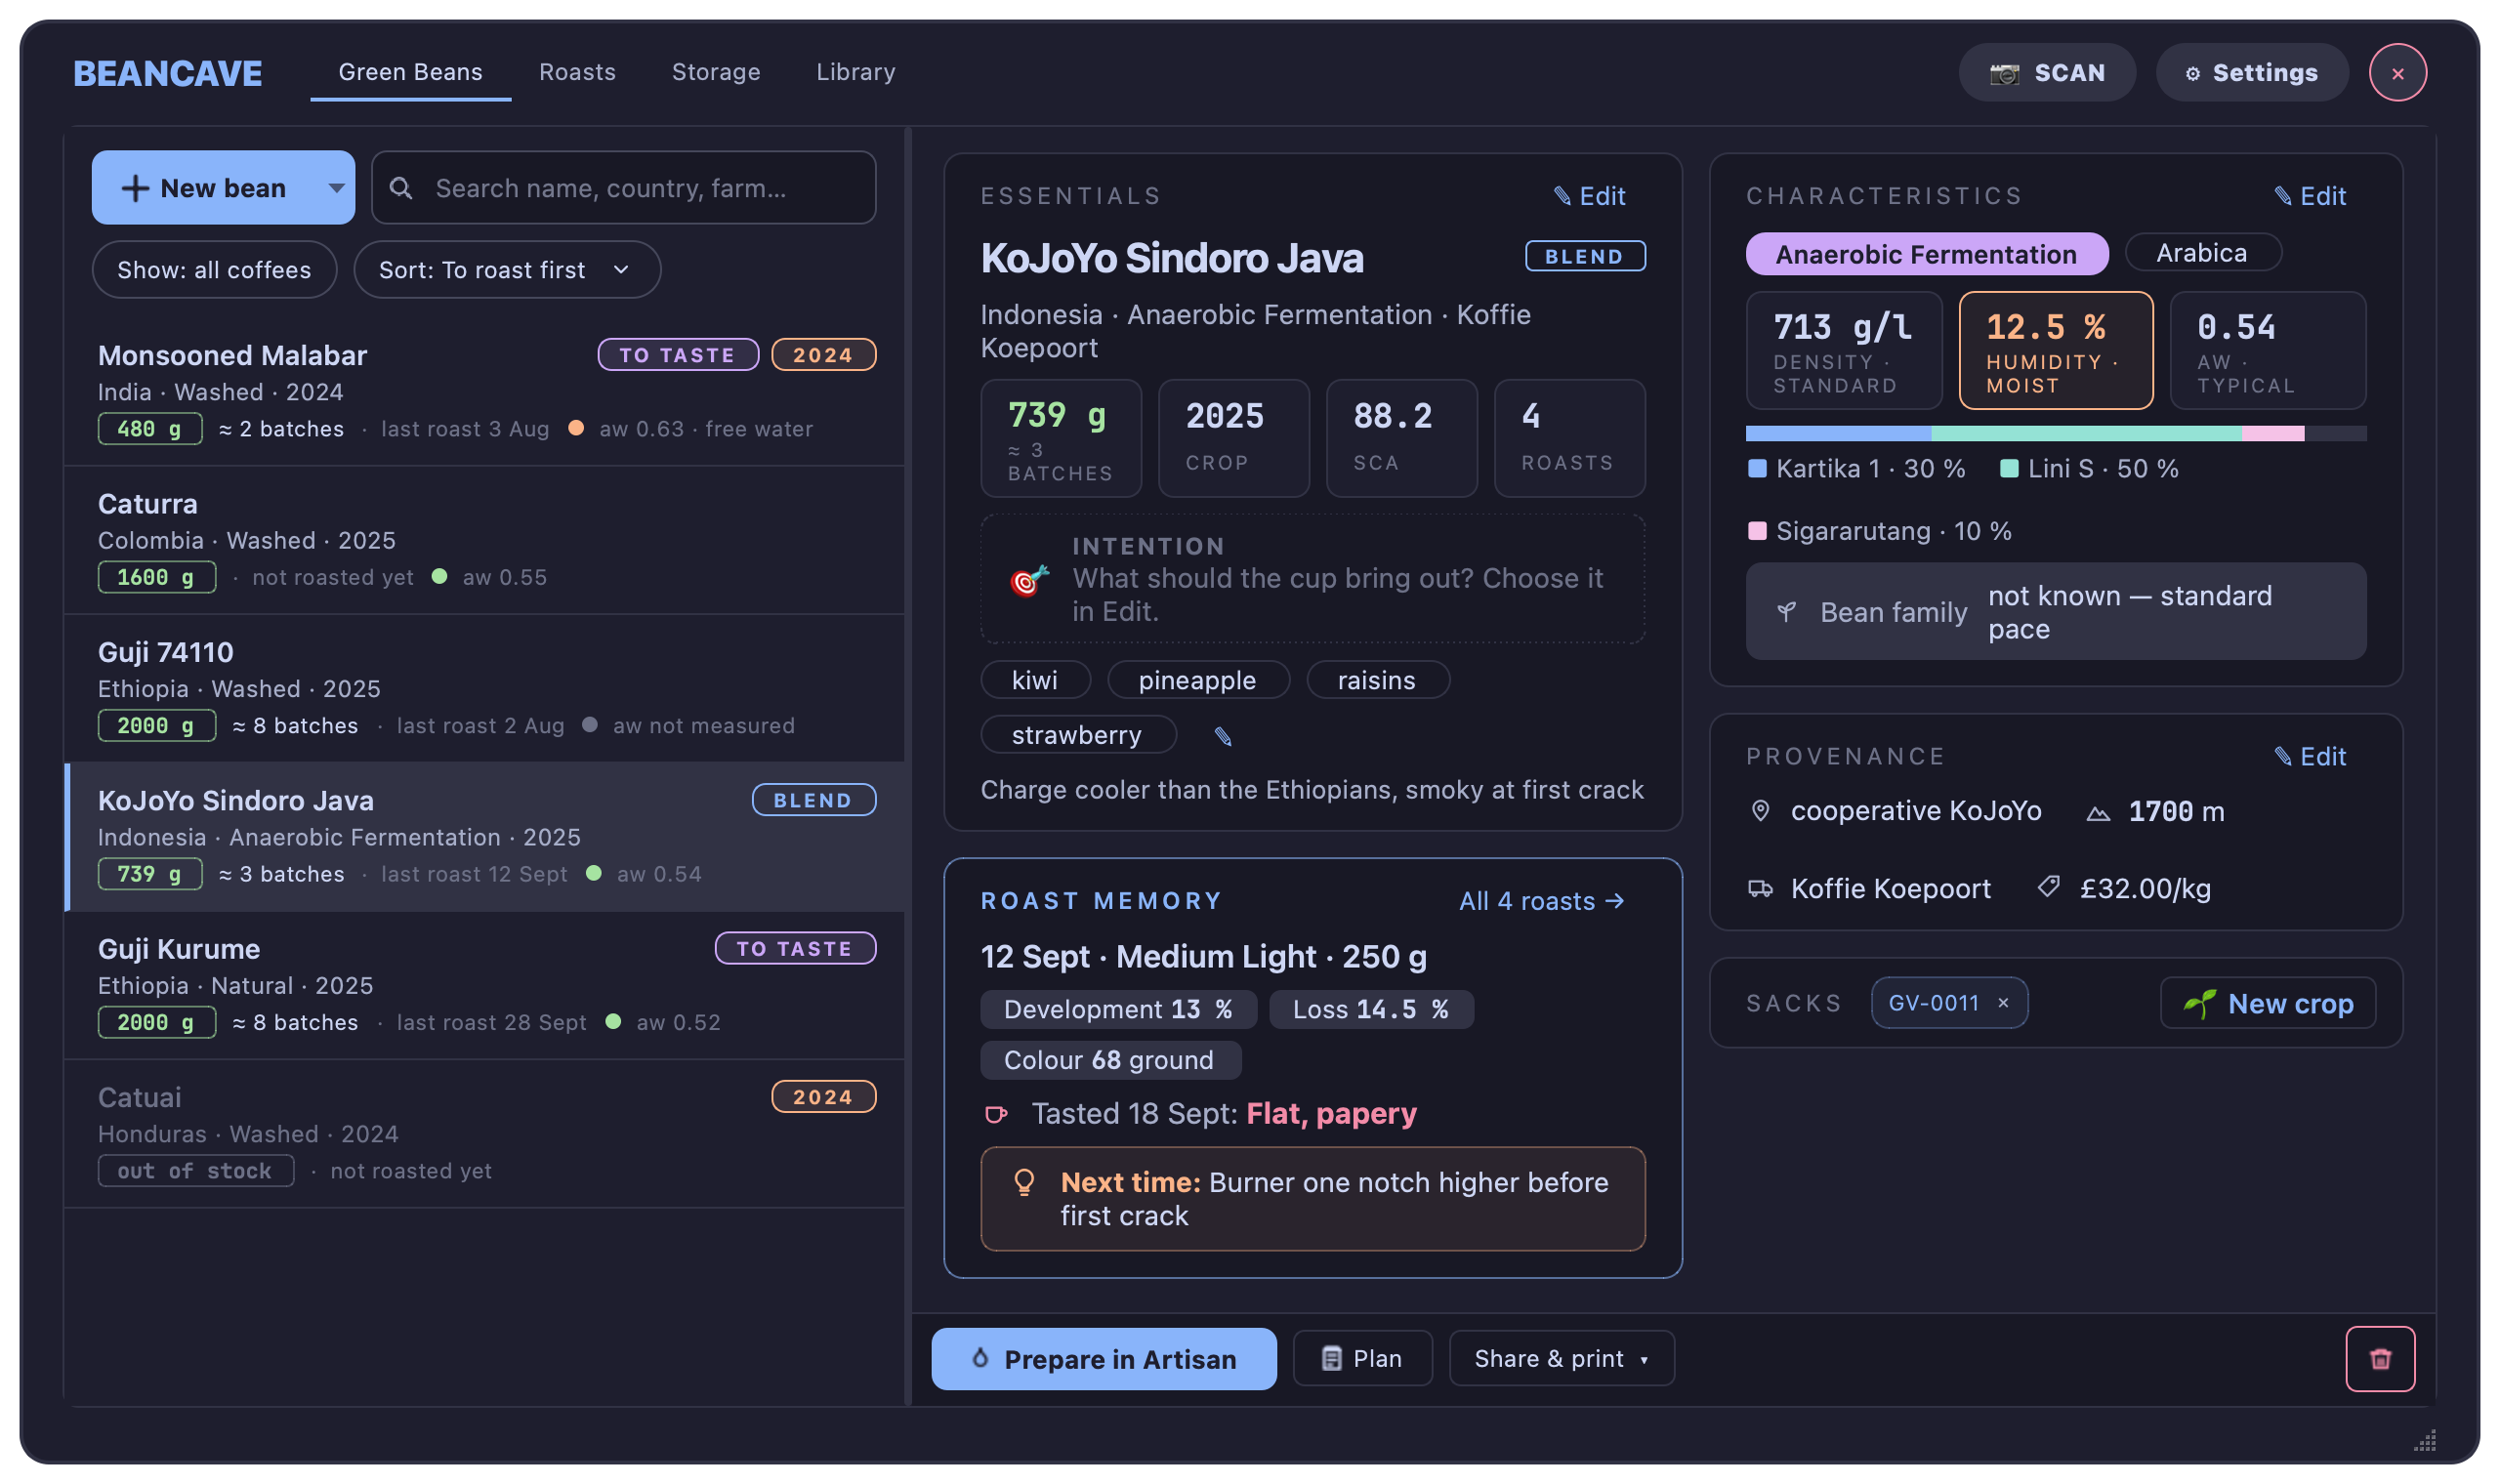 BEANCAVE
Green Beans
Roasts
Storage
Library
SCAN
Settings
New bean
Search name, country, farm...
Show: all coffees
Sort: To roast first
Monsooned Malabar
TO TASTE
2024
India · Washed · 2024
480 g ≈ 2 batches · last roast 3 Aug aw 0.63 · free water
Caturra
Colombia · Washed · 2025
1600 g · not roasted yet aw 0.55
Guji 74110
Ethiopia · Washed · 2025
2000 g ≈ 8 batches · last roast 2 Aug aw not measured
KoJoYo Sindoro Java
BLEND
Indonesia · Anaerobic Fermentation · 2025
739 g ≈ 3 batches · last roast 12 Sept aw 0.54
Guji Kurume
TO TASTE
Ethiopia · Natural · 2025
2000 g ≈ 8 batches · last roast 28 Sept aw 0.52
Catuai
2024
Honduras · Washed · 2024
out of stock · not roasted yet
ESSENTIALS
Edit
KoJoYo Sindoro Java
BLEND
Indonesia · Anaerobic Fermentation · Koffie
Koepoort
739 g
≈ 3
BATCHES
2025
CROP
88.2
SCA
4
ROASTS
INTENTION
What should the cup bring out? Choose it
in Edit.
kiwi
pineapple
raisins
strawberry
Charge cooler than the Ethiopians, smoky at first crack
ROAST MEMORY
All 4 roasts →
12 Sept · Medium Light · 250 g
Development 13 %
Loss 14.5 %
Colour 68 ground
Tasted 18 Sept: Flat, papery
Next time: Burner one notch higher before
first crack
CHARACTERISTICS
Edit
Anaerobic Fermentation
Arabica
713 g/l
DENSITY ·
STANDARD
12.5 %
HUMIDITY ·
MOIST
0.54
AW ·
TYPICAL
Kartika 1 · 30 %
Lini S · 50 %
Sigararutang · 10 %
Bean family
not known — standard
pace
PROVENANCE
Edit
cooperative KoJoYo
1700 m
Koffie Koepoort
£32.00/kg
SACKS
GV-0011 ×
New crop
Prepare in Artisan
Plan
Share & print